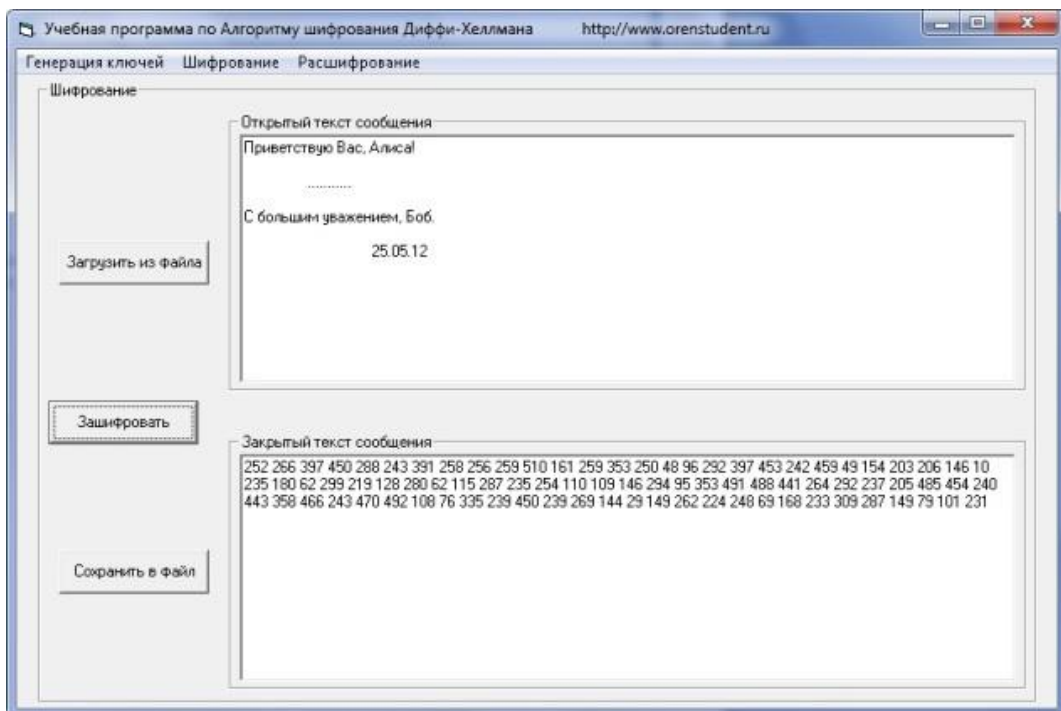 Учебная программа по Алгоритму шифрования Диффи-Хеллмана http://www.orenstudent.ru
Генерация ключей Шифрование Расшифрование
Шифрование
Открытый текст сообщения
Приветствую Вас, Алиса!
...........
С большим уважением, Боб.
25.05.12
Загрузить из файла
Зашифровать
Закрытый текст сообщения
252 266 397 450 288 243 391 258 256 259 510 161 259 353 250 48 96 292 397 453 242 459 49 154 203 206 146 10
235 180 62 299 219 128 280 62 115 287 235 254 110 109 146 294 95 353 491 488 441 264 292 237 205 485 454 240
443 358 466 243 470 492 108 76 335 239 450 239 269 144 29 149 262 224 248 69 168 233 309 287 149 79 101 231
Сохранить в файл